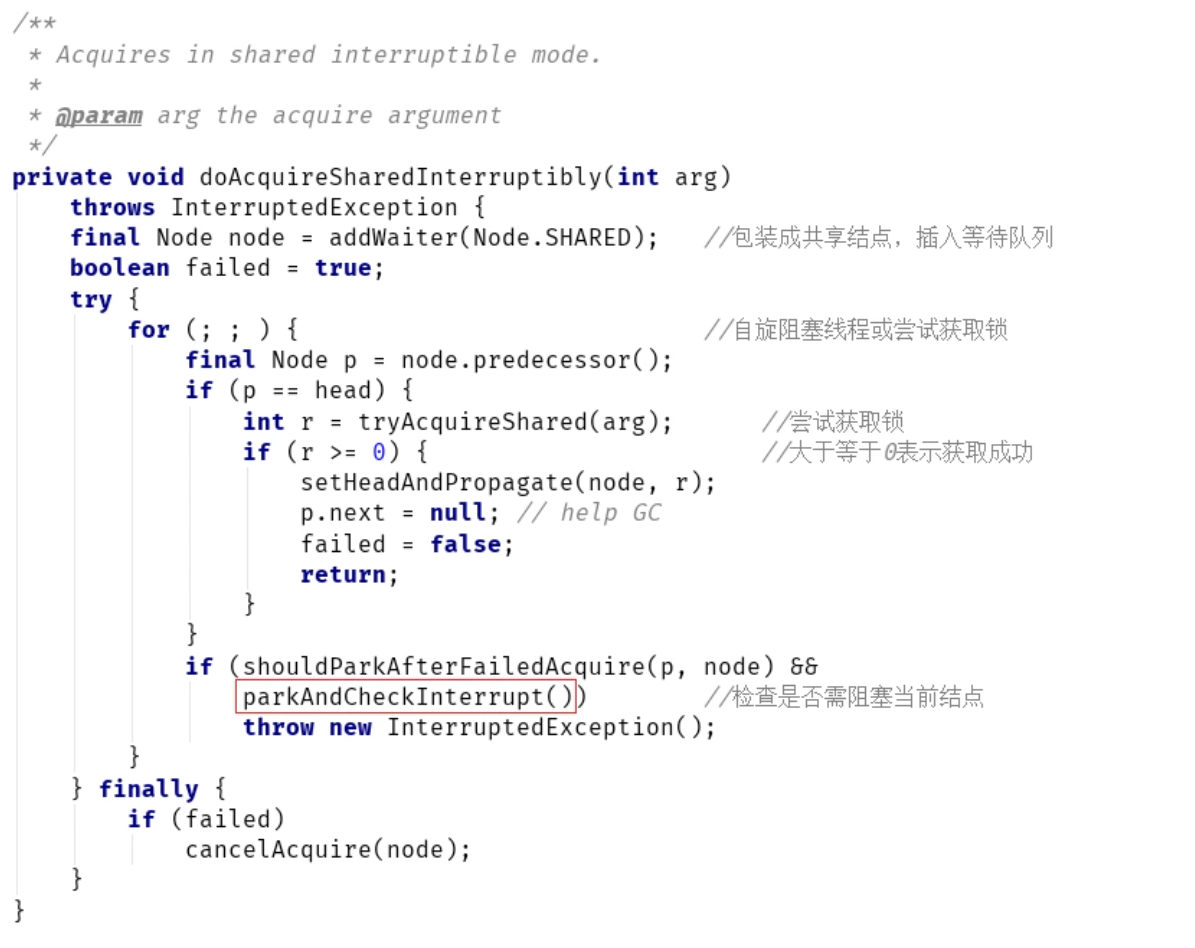 /**
 * Acquires in shared interruptible mode.
 *
 * @param arg the acquire argument
 */
private void doAcquireSharedInterruptibly(int arg)
    throws InterruptedException {
    final Node node = addWaiter(Node.SHARED);   //包装成共享结点，插入等待队列
    boolean failed = true;
    try {
        for (; ; ) {                            //自旋阻塞线程或尝试获取锁
            final Node p = node.predecessor();
            if (p == head) {
                int r = tryAcquireShared(arg);      //尝试获取锁
                if (r >= 0) {                       //大于等于0表示获取成功
                    setHeadAndPropagate(node, r);
                    p.next = null; // help GC
                    failed = false;
                    return;
                }
            }
            if (shouldParkAfterFailedAcquire(p, node) &&
                parkAndCheckInterrupt())        //检查是否需阻塞当前结点
                throw new InterruptedException();
        }
    } finally {
        if (failed)
            cancelAcquire(node);
    }
}